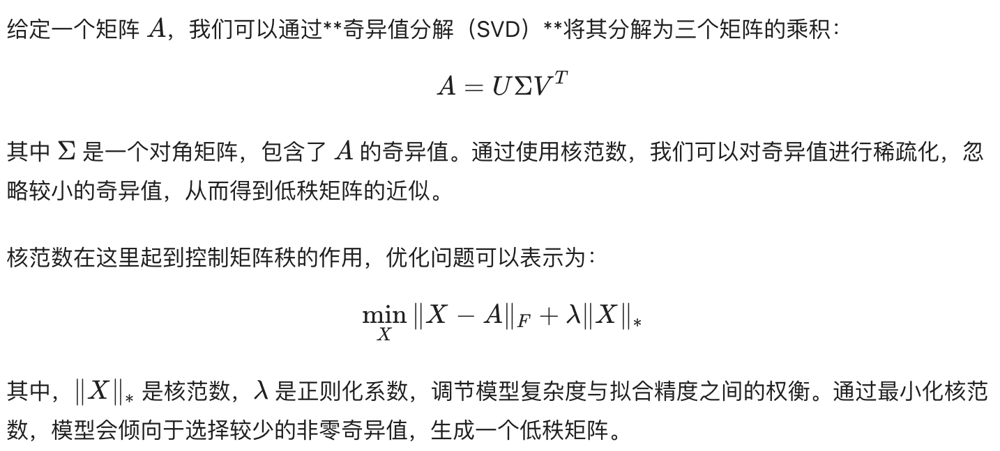 给定一个矩阵 A，我们可以通过**奇异值分解（SVD）**将其分解为三个矩阵的乘积：
A = UΣV^T
其中 Σ 是一个对角矩阵，包含了 A 的奇异值。通过使用核范数，我们可以对奇异值进行稀疏化，忽
略较小的奇异值，从而得到低秩矩阵的近似。
核范数在这里起到控制矩阵秩的作用，优化问题可以表示为：
min_X ‖X − A‖_F + λ‖X‖_*
其中，‖X‖_* 是核范数，λ 是正则化系数，调节模型复杂度与拟合精度之间的权衡。通过最小化核范
数，模型会倾向于选择较少的非零奇异值，生成一个低秩矩阵。